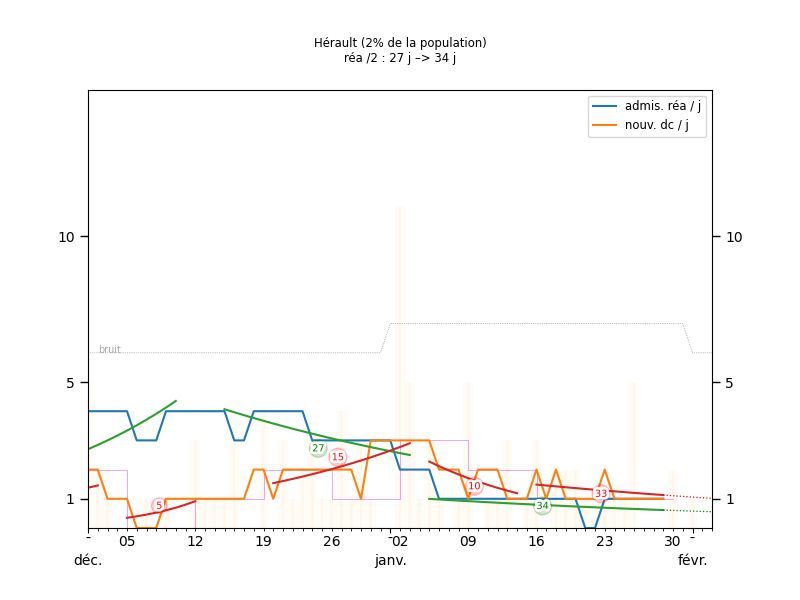 Hérault (2% de la population)
réa /2 : 27 j –> 34 j
admis. réa / j
nouv. dc / j
10 10
bruit
5 5
27
15
10
33
5
34
1 1
- 05 12 19 26 - 02 09 16 23 30 -
déc. janv. févr.